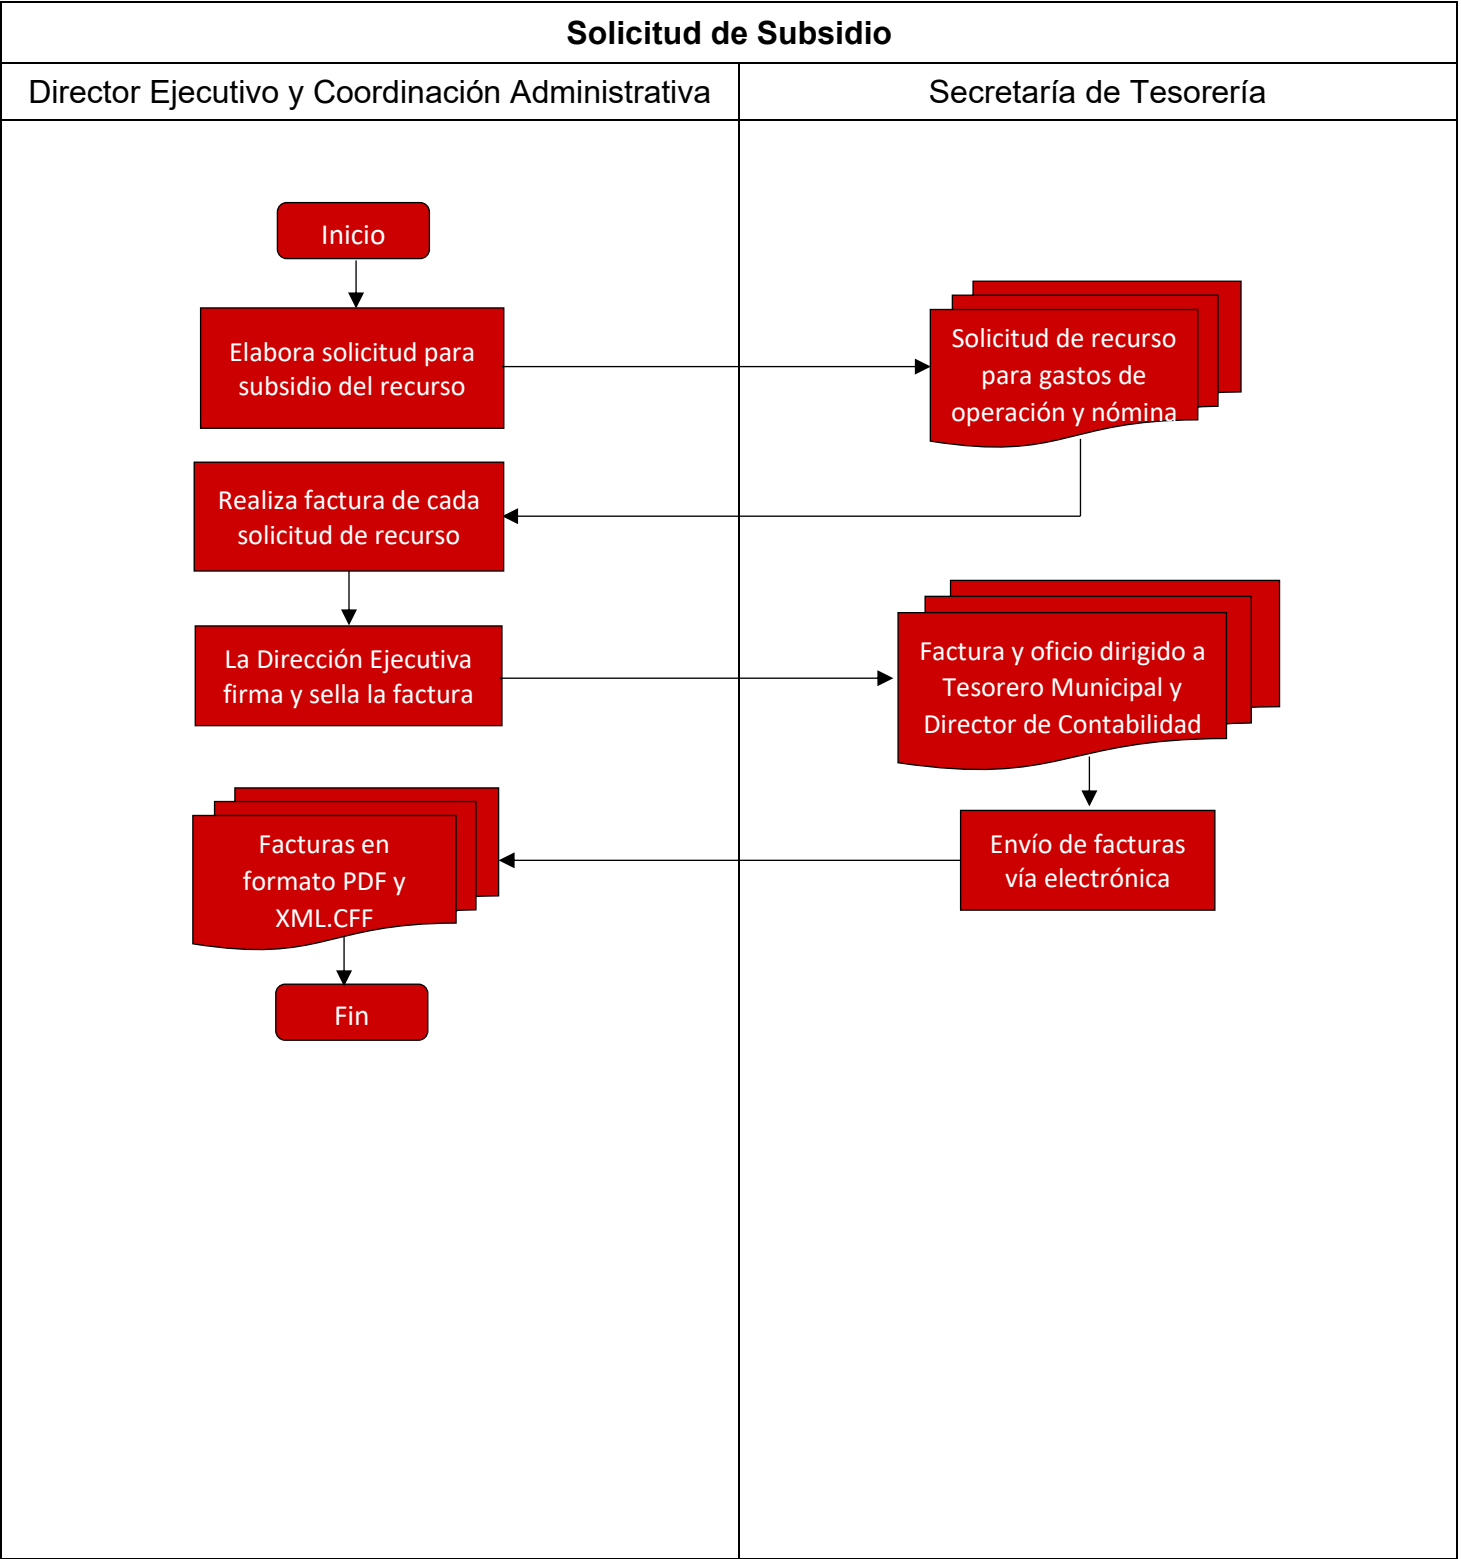 Solicitud de Subsidio
Director Ejecutivo y Coordinación Administrativa
Secretaría de Tesorería
Inicio
Elabora solicitud para
subsidio del recurso
Solicitud de recurso
para gastos de
operación y nómina
Realiza factura de cada
solicitud de recurso
La Dirección Ejecutiva
firma y sella la factura
Factura y oficio dirigido a
Tesorero Municipal y
Director de Contabilidad
Envío de facturas
vía electrónica
Facturas en
formato PDF y
XML.CFF
Fin